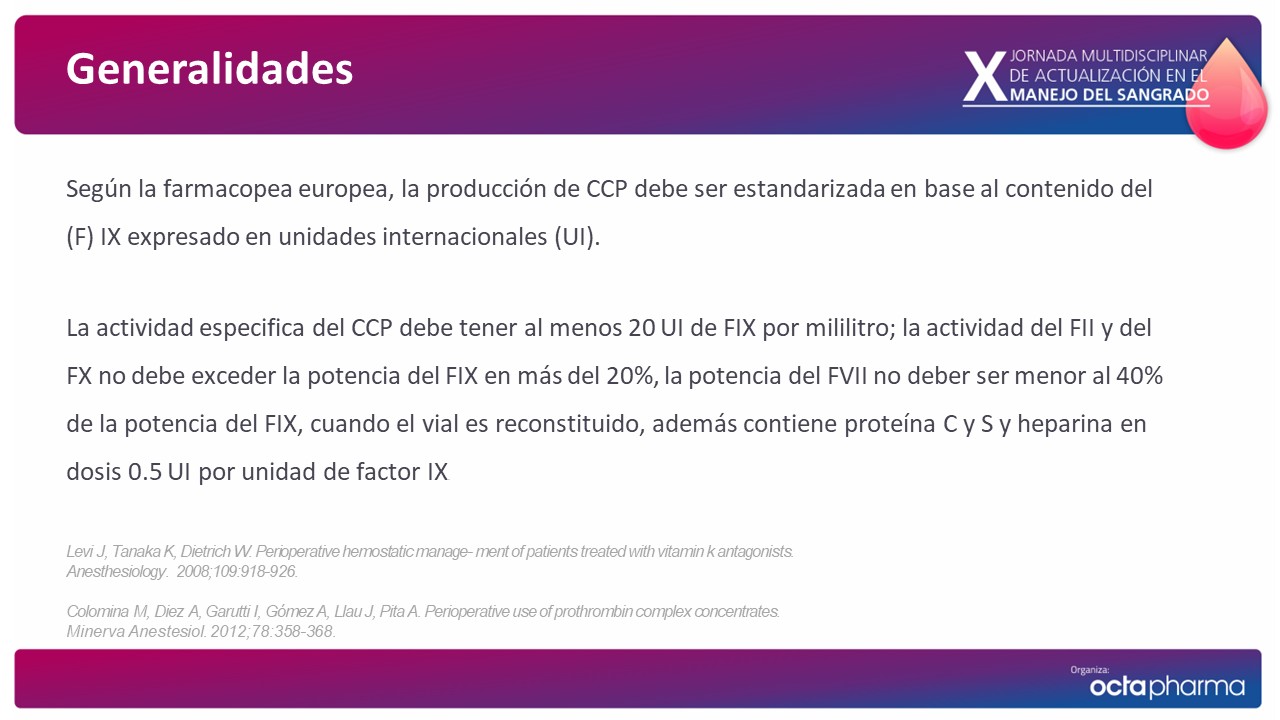 Generalidades
X JORNADA MULTIDISCIPLINAR
DE ACTUALIZACIÓN EN EL
MANEJO DEL SANGRADO
Según la farmacopea europea, la producción de CCP debe ser estandarizada en base al contenido del
(F) IX expresado en unidades internacionales (UI).
La actividad especifica del CCP debe tener al menos 20 UI de FIX por mililitro; la actividad del FII y del
FX no debe exceder la potencia del FIX en más del 20%, la potencia del FVII no deber ser menor al 40%
de la potencia del FIX, cuando el vial es reconstituido, además contiene proteína C y S y heparina en
dosis 0.5 UI por unidad de factor IX
Levi J, Tanaka K, Dietrich W. Perioperative hemostatic manage- ment of patients treated with vitamin k antagonists.
Anesthesiology. 2008;109:918-926.
Colomina M, Diez A, Garutti I, Gómez A, Llau J, Pita A. Perioperative use of prothrombin complex concentrates.
Minerva Anestesiol. 2012;78:358-368.
Organiza:
octapharma